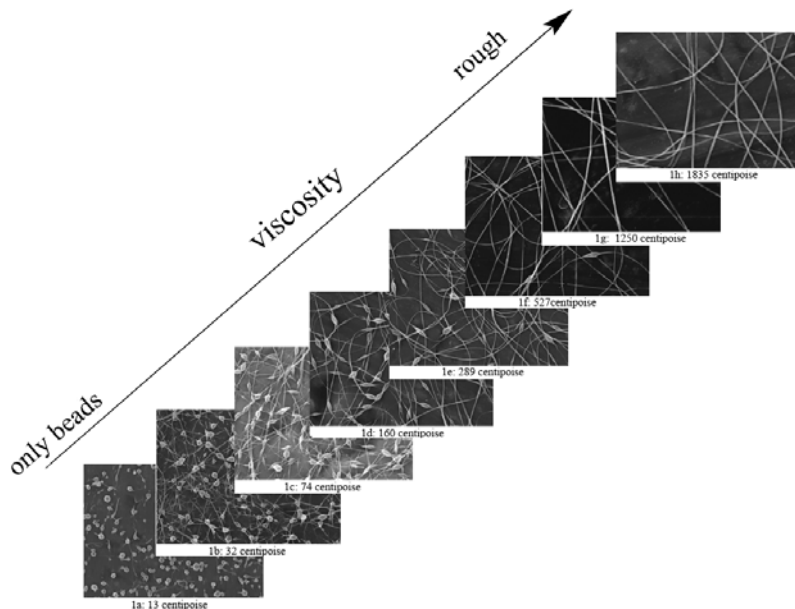 rough
viscosity
only beads
1h: 1835 centipoise
1g: 1250 centipoise
1f: 527centipoise
1e: 289 centipoise
1d: 160 centipoise
1c: 74 centipoise
1b: 32 centipoise
1a: 13 centipoise